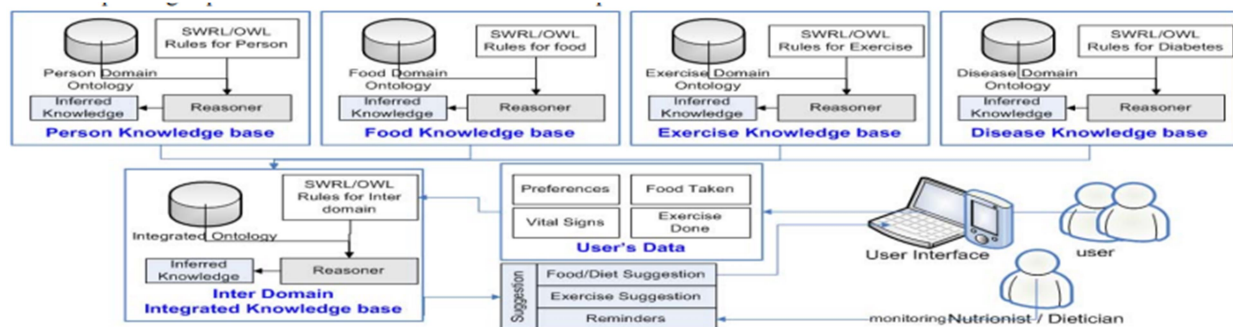 SWRL/OWL
Rules for Person
Person Domain
Ontology
Inferred
Knowledge
Reasoner
Person Knowledge base
SWRL/OWL
Rules for food
Food Domain
Ontology
Inferred
Knowledge
Reasoner
Food Knowledge base
SWRL/OWL
Rules for Exercise
Exercise Domain
Ontology
Inferred
Knowledge
Reasoner
Exercise Knowledge base
SWRL/OWL
Rules for Diabetes
Disease Domain
Ontology
Inferred
Knowledge
Reasoner
Disease Knowledge base
SWRL/OWL
Rules for Inter
domain
Integrated Ontology
Inferred
Knowledge
Reasoner
Inter Domain
Integrated Knowledge base
Preferences
Food Taken
Vital Signs
Exercise
Done
User's Data
Suggestion
Food/Diet Suggestion
Exercise Suggestion
Reminders
User Interface
user
monitoring
Nutrionist / Dietician